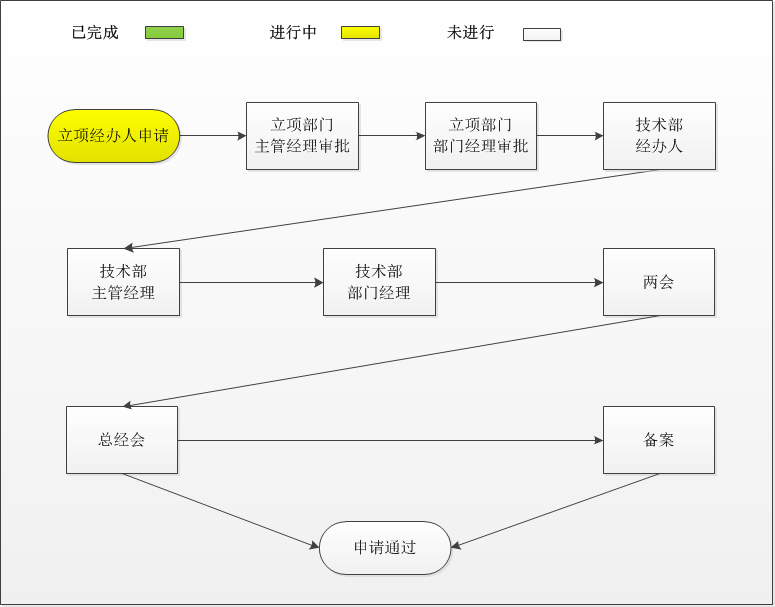 已完成
进行中
未进行
立项经办人申请
立项部门
主管经理审批
立项部门
部门经理审批
技术部
经办人
技术部
主管经理
技术部
部门经理
两会
总经会
备案
申请通过